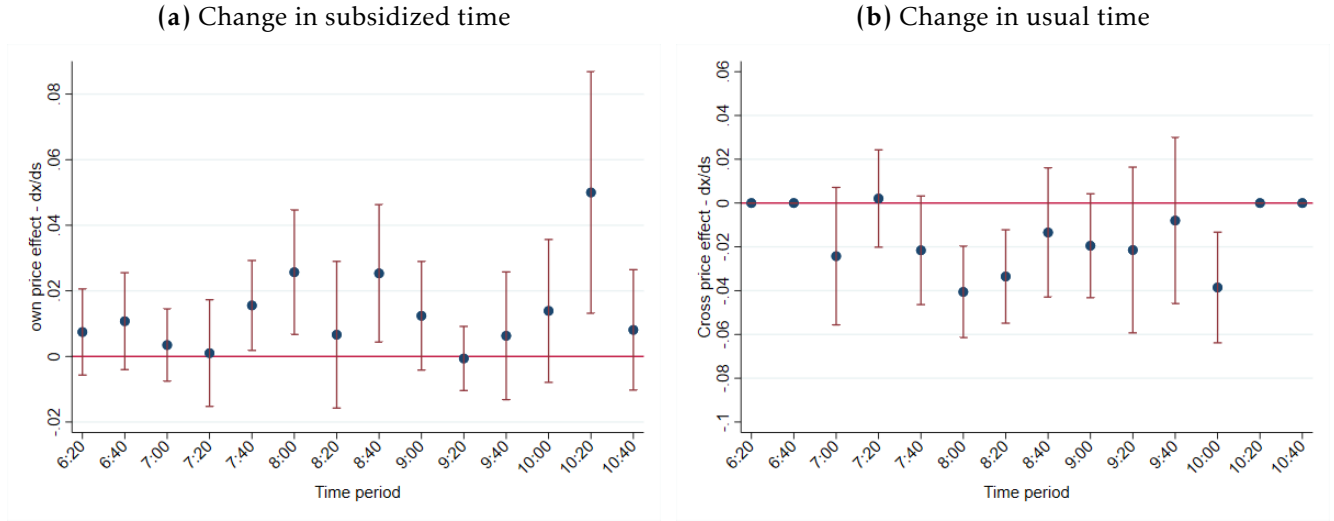 (a) Change in subsidized time
own price effect - dx/ds
.08
.06
.04
.02
0
-.02
6:20 6:40 7:00 7:20 7:40 8:00 8:20 8:40 9:00 9:20 9:40 10:00 10:20 10:40
Time period
(b) Change in usual time
Cross price effect - dx/ds
.06
.04
.02
0
-.02
-.04
-.06
-.08
-.1
6:20 6:40 7:00 7:20 7:40 8:00 8:20 8:40 9:00 9:20 9:40 10:00 10:20 10:40
Time period